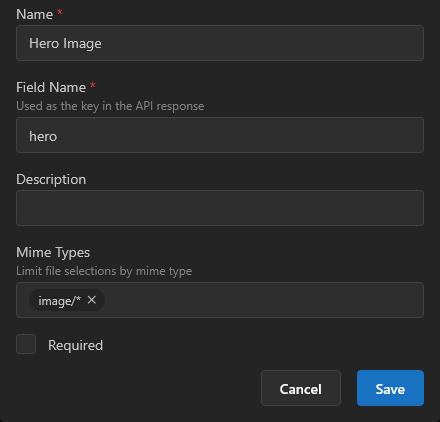 Name *
Hero Image
Field Name *
Used as the key in the API response
hero
Description
Mime Types
Limit file selections by mime type
image/* ×
Required
Cancel Save